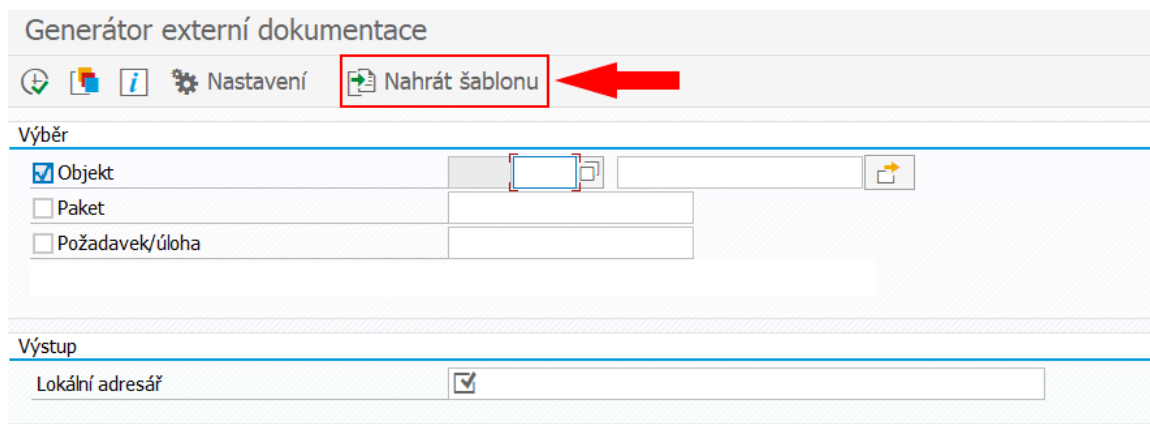 Generátor externí dokumentace
Nastavení Nahrát šablonu
Výběr
Objekt
Paket
Požadavek/úloha
Výstup
Lokální adresář